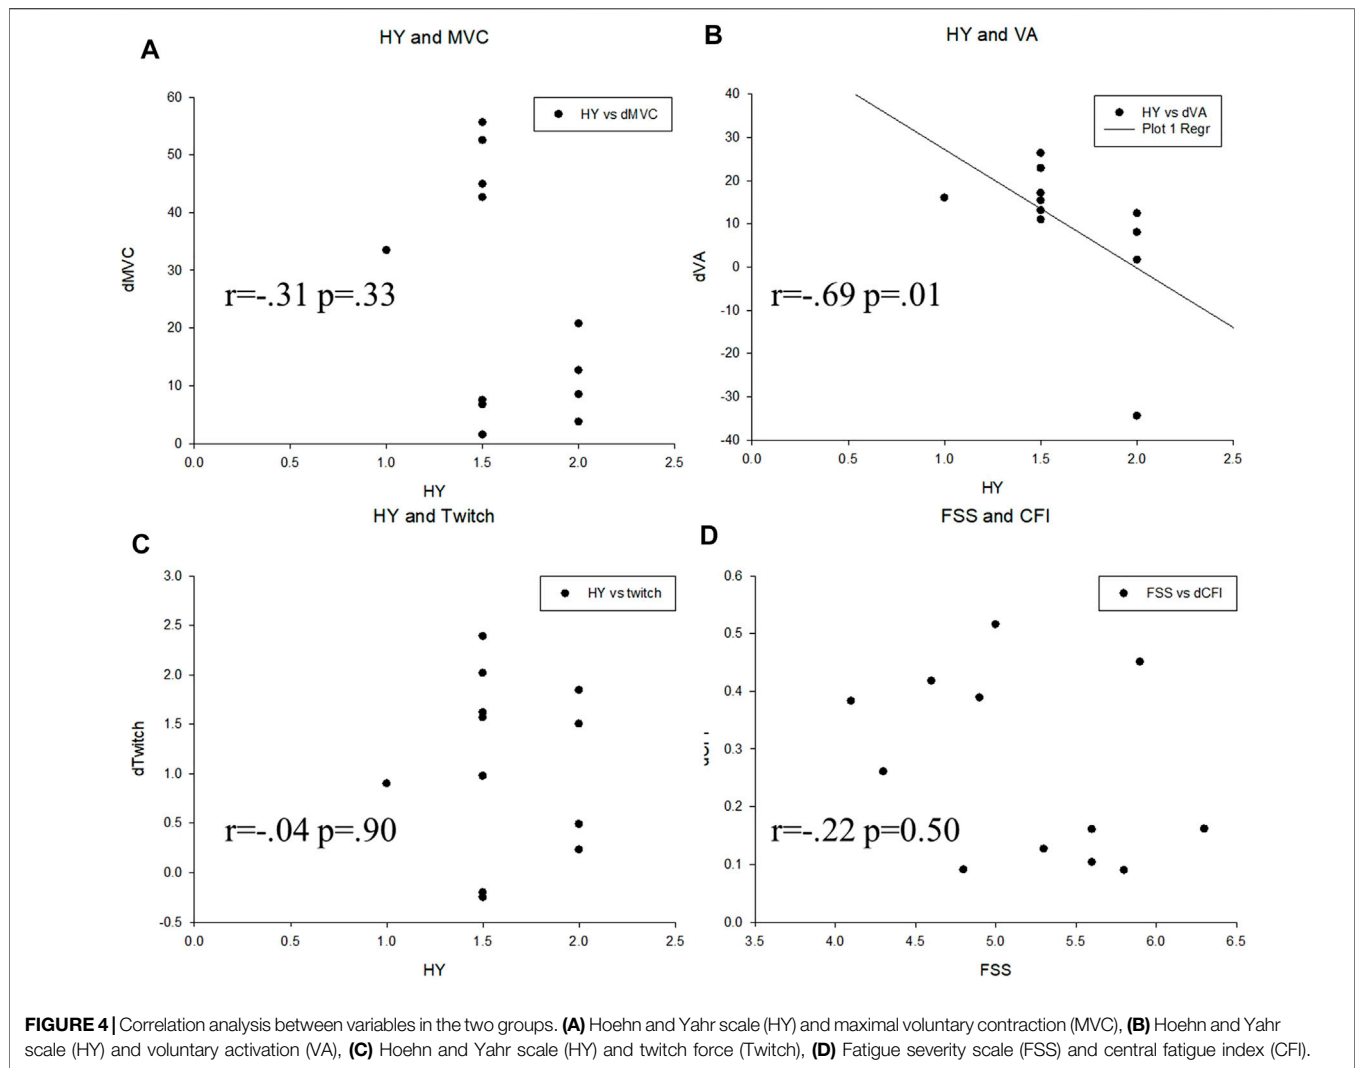 A
HY and MVC
HY vs dMVC
60
50
40
30
20
10
0
dMVC
r=-.31 p=.33
0.0 0.5 1.0 1.5 2.0 2.5
HY
B
HY and VA
HY vs dVA
Plot 1 Regr
40
30
20
10
0
-10
-20
-30
-40
dVA
r=-.69 p=.01
0.0 0.5 1.0 1.5 2.0 2.5
HY
C
HY and Twitch
HY vs twitch
3.0
2.5
2.0
1.5
1.0
0.5
0.0
-0.5
dTwitch
r=-.04 p=.90
0.0 0.5 1.0 1.5 2.0 2.5
HY
D
FSS and CFI
FSS vs dCFI
0.6
0.5
0.4
0.3
0.2
0.1
0.0
r=-.22 p=0.50
3.5 4.0 4.5 5.0 5.5 6.0 6.5
FSS
FIGURE 4 | Correlation analysis between variables in the two groups. (A) Hoehn and Yahr scale (HY) and maximal voluntary contraction (MVC), (B) Hoehn and Yahr
scale (HY) and voluntary activation (VA), (C) Hoehn and Yahr scale (HY) and twitch force (Twitch), (D) Fatigue severity scale (FSS) and central fatigue index (CFI).